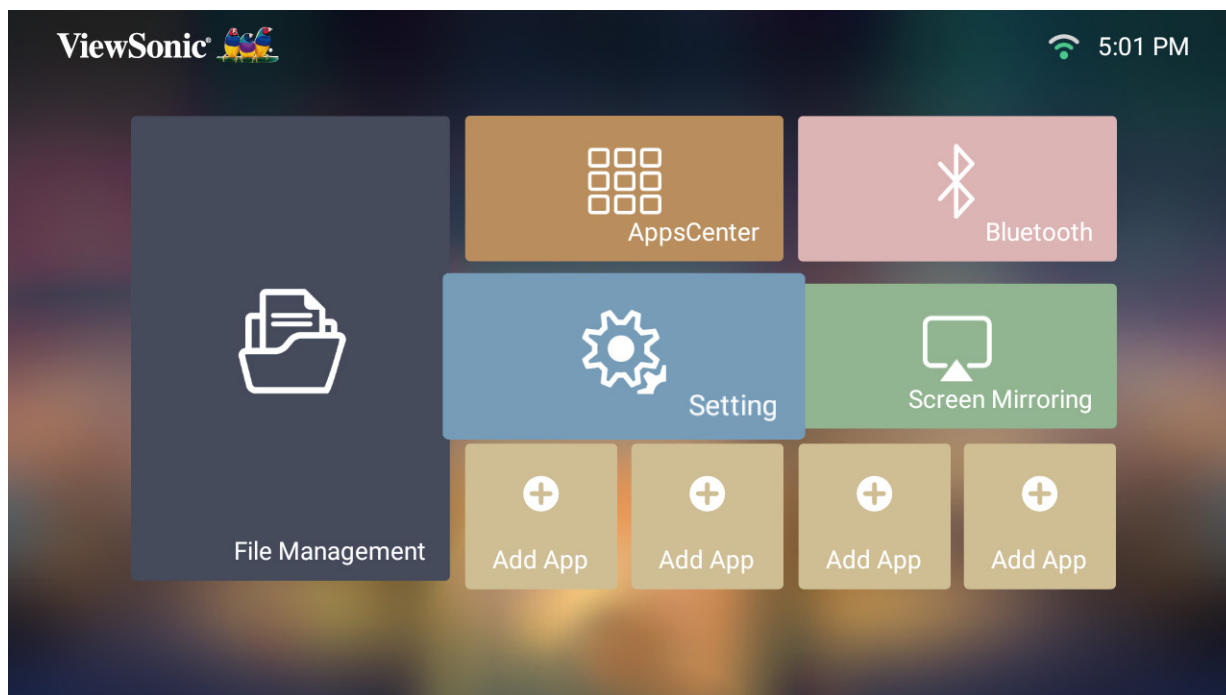 ViewSonic®
5:01 PM
AppsCenter
Bluetooth
Setting
Screen Mirroring
File Management
Add App
Add App
Add App
Add App